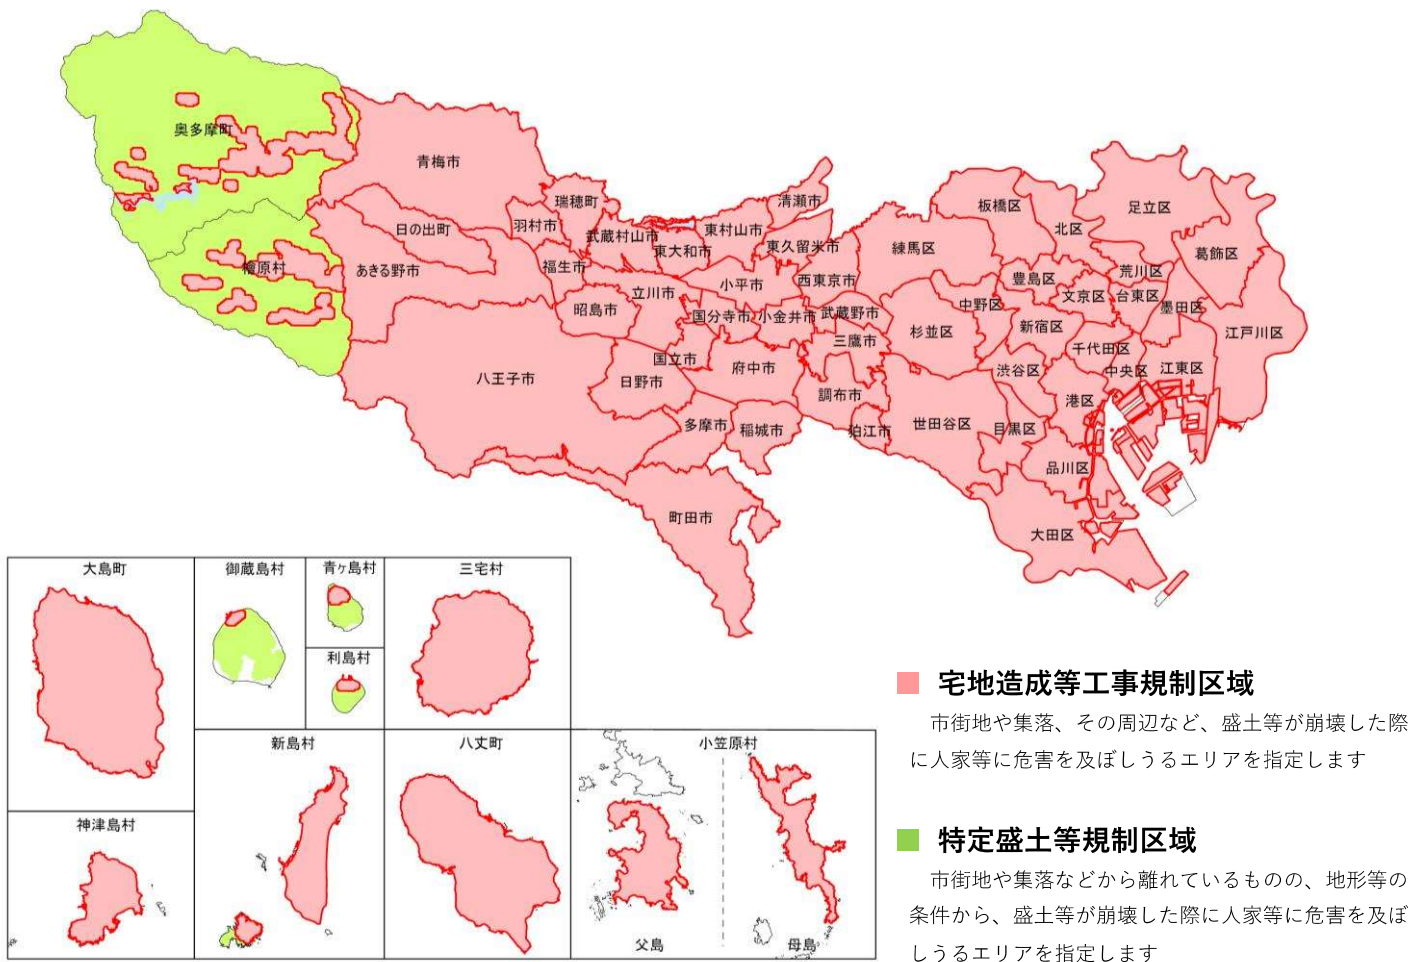 奥多摩町
青梅市
瑞穂町
清瀬市
板橋区
足立区
日の出町
羽村市
武蔵村山市
東大和市
東村山市
東久留米市
練馬区
北区
葛飾区
檜原村
あきる野市
福生市
立川市
小平市
西東京市
豊島区
荒川区
昭島市
国分寺市
小金井市
武蔵野市
中野区
文京区
台東区
墨田区
杉並区
新宿区
江戸川区
三鷹市
千代田区
国立市
府中市
渋谷区
中央区
江東区
八王子市
日野市
調布市
港区
多摩市
稲城市
狛江市
世田谷区
目黒区
品川区
町田市
大田区
大島町
御蔵島村
青ヶ島村
三宅村
利島村
神津島村
新島村
八丈町
小笠原村
父島
母島
宅地造成等工事規制区域
市街地や集落、その周辺など、盛土等が崩壊した際
に人家等に危害を及ぼしうるエリアを指定します
特定盛土等規制区域
市街地や集落などから離れているものの、地形等の
条件から、盛土等が崩壊した際に人家等に危害を及ぼ
しうるエリアを指定します